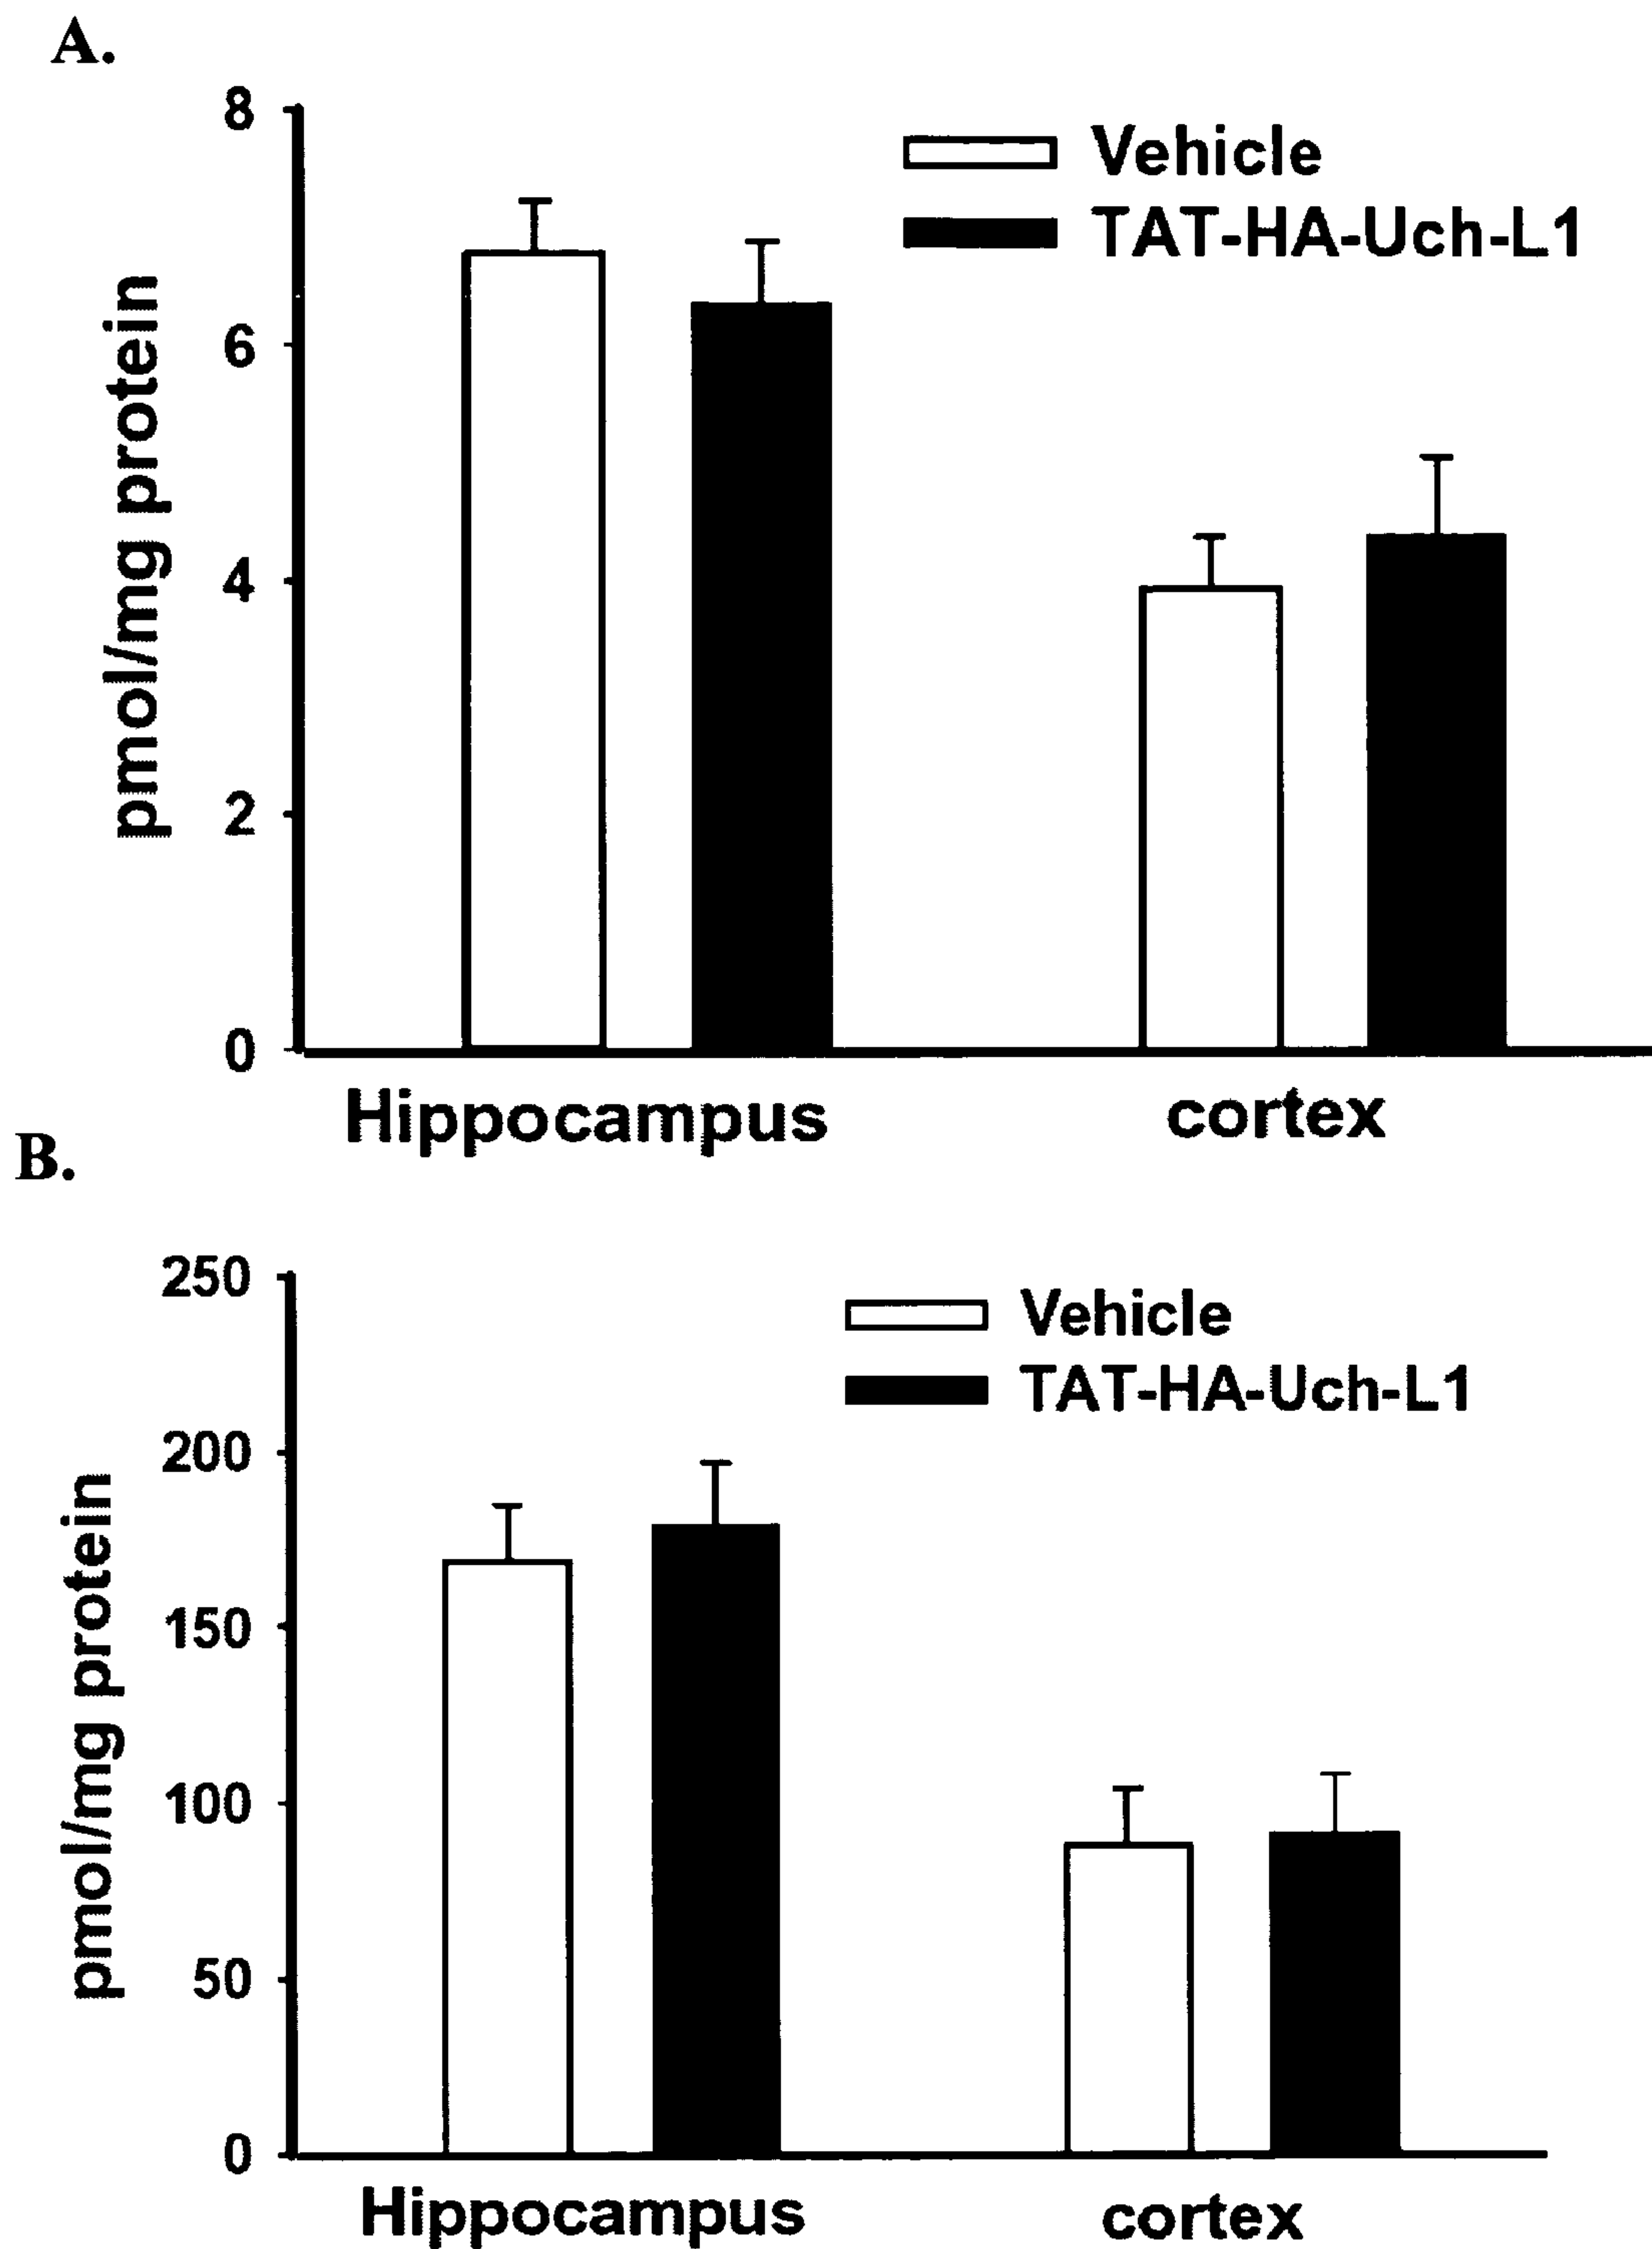 A.
8
Vehicle
TAT-HA-Uch-L1
6
4
2
0
pmol/mg protein
Hippocampus cortex
B.
250
Vehicle
TAT-HA-Uch-L1
200
150
100
50
0
pmol/mg protein
Hippocampus cortex